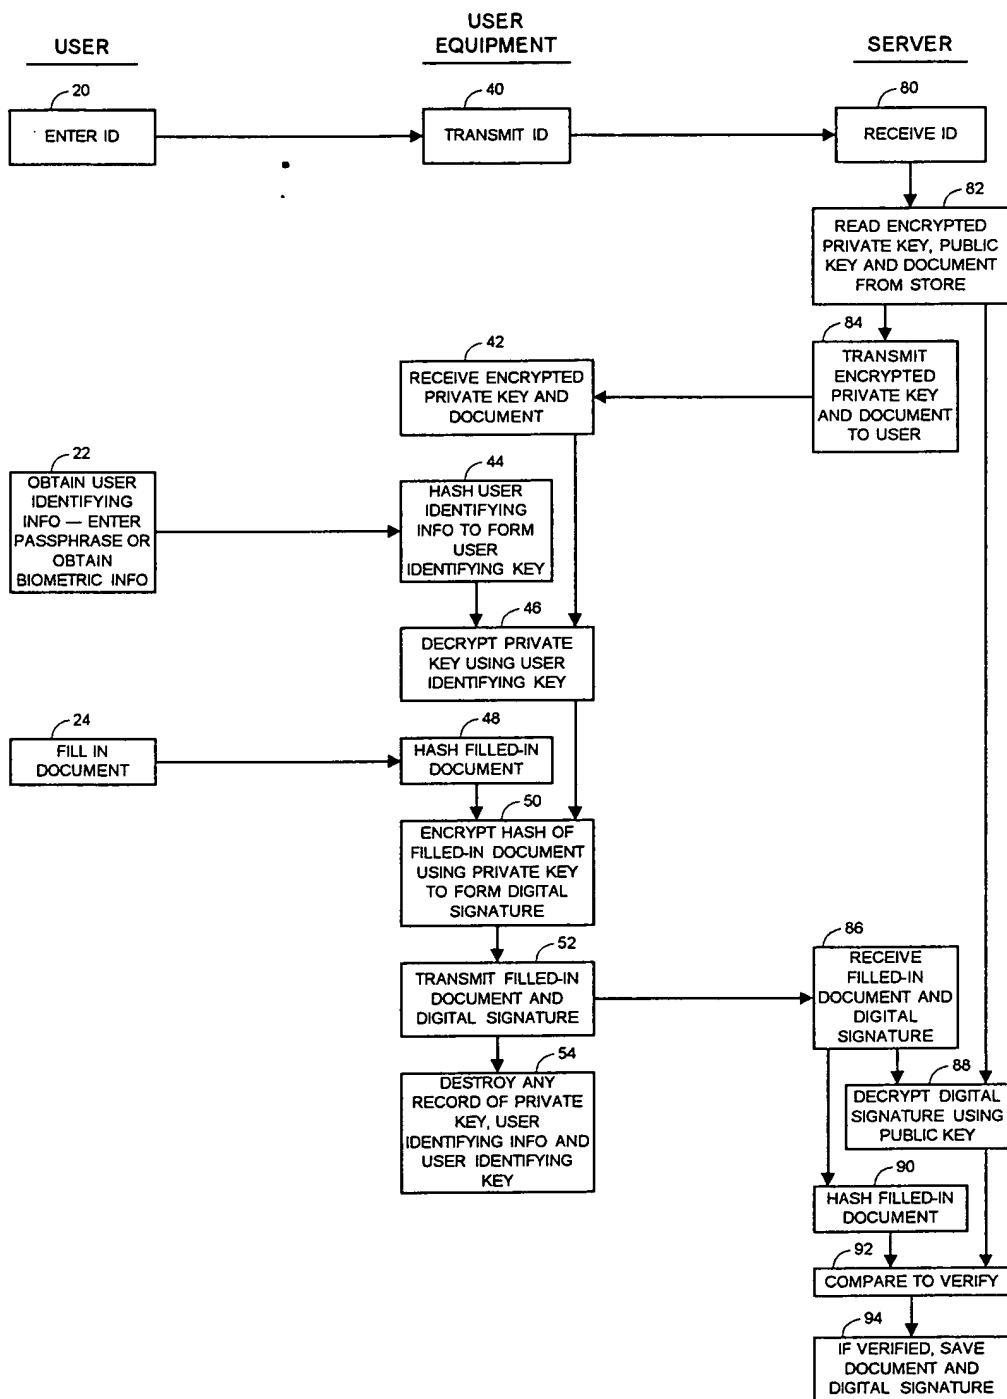 USER
USER
EQUIPMENT
SERVER
20
ENTER ID
40
TRANSMIT ID
80
RECEIVE ID
82
READ ENCRYPTED
PRIVATE KEY, PUBLIC
KEY AND DOCUMENT
FROM STORE
84
TRANSMIT
ENCRYPTED
PRIVATE KEY
AND DOCUMENT
TO USER
42
RECEIVE ENCRYPTED
PRIVATE KEY AND
DOCUMENT
22
OBTAIN USER
IDENTIFYING
INFO — ENTER
PASSPHRASE OR
OBTAIN
BIOMETRIC INFO
44
HASH USER
IDENTIFYING
INFO TO FORM
USER
IDENTIFYING KEY
46
DECRYPT PRIVATE
KEY USING USER
IDENTIFYING KEY
24
FILL IN
DOCUMENT
48
HASH FILLED-IN
DOCUMENT
50
ENCRYPT HASH OF
FILLED-IN DOCUMENT
USING PRIVATE KEY
TO FORM DIGITAL
SIGNATURE
52
TRANSMIT FILLED-IN
DOCUMENT AND
DIGITAL SIGNATURE
86
RECEIVE
FILLED-IN
DOCUMENT AND
DIGITAL
SIGNATURE
54
DESTROY ANY
RECORD OF PRIVATE
KEY, USER
IDENTIFYING INFO AND
USER IDENTIFYING
KEY
88
DECRYPT DIGITAL
SIGNATURE USING
PUBLIC KEY
90
HASH FILLED-IN
DOCUMENT
92
COMPARE TO VERIFY
94
IF VERIFIED, SAVE
DOCUMENT AND
DIGITAL SIGNATURE